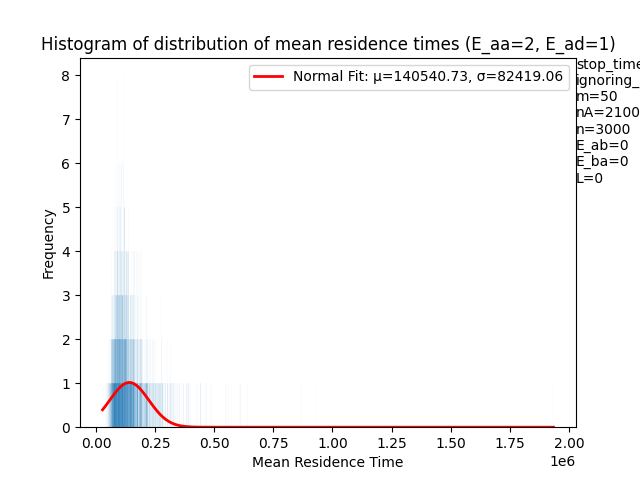 Histogram of distribution of mean residence times (E_aa=2, E_ad=1)
Normal Fit: μ=140540.73, σ=82419.06
stop_time
ignoring_
m=50
nA=2100
n=3000
E_ab=0
E_ba=0
L=0
Frequency
8
7
6
5
4
3
2
1
0
0.00 0.25 0.50 0.75 1.00 1.25 1.50 1.75 2.00
1e6
Mean Residence Time